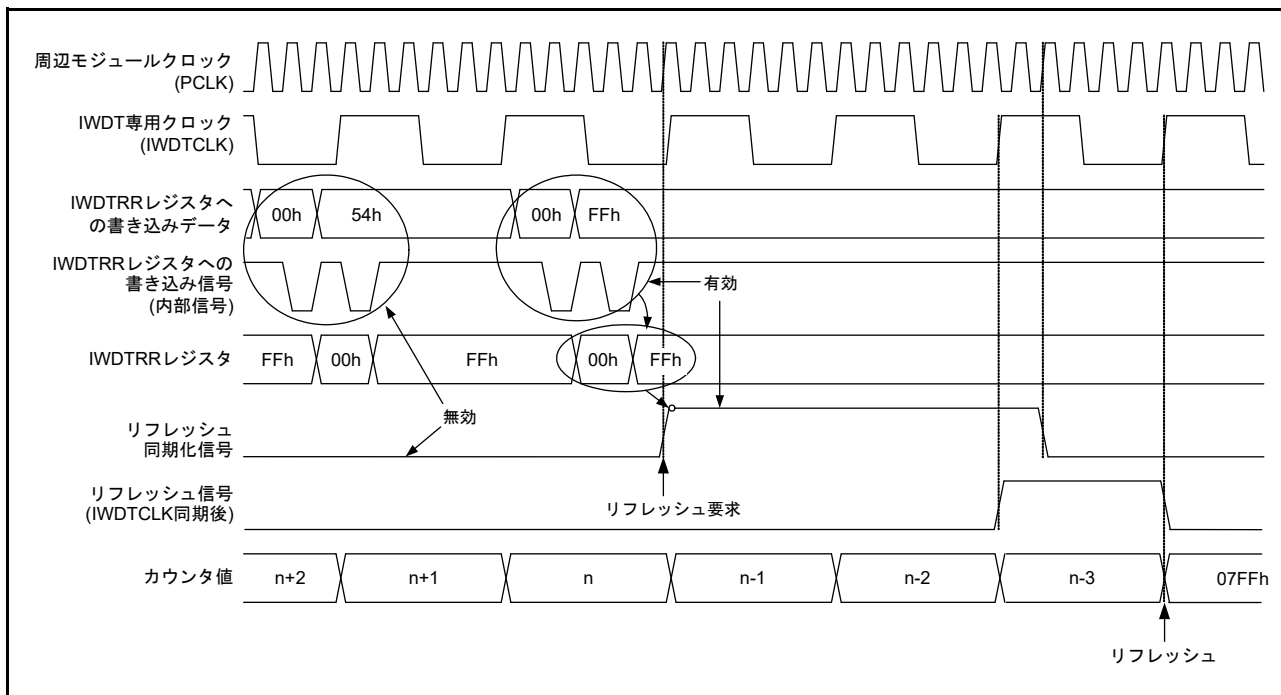 周辺モジュールクロック
(PCLK)
IWDT専用クロック
(IWDTCLK)
IWDTRRレジスタへ
の書き込みデータ
00h
54h
00h
FFh
IWDTRRレジスタへの
書き込み信号
(内部信号)
有効
IWDTRRレジスタ
FFh
00h
FFh
00h
FFh
無効
リフレッシュ
同期化信号
リフレッシュ要求
リフレッシュ信号
(IWDTCLK同期後)
カウンタ値
n+2
n+1
n
n-1
n-2
n-3
07FFh
リフレッシュ